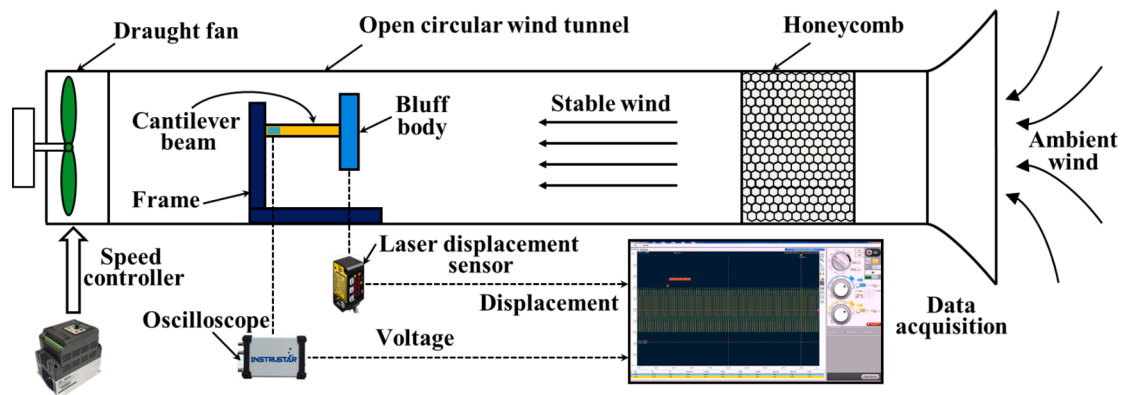 Draught fan
Open circular wind tunnel
Honeycomb
Cantilever
beam
Bluff
body
Stable wind
Ambient
wind
Frame
Speed
controller
Laser displacement
sensor
Displacement
Oscilloscope
INSTRUSTAR
Voltage
Data
acquisition